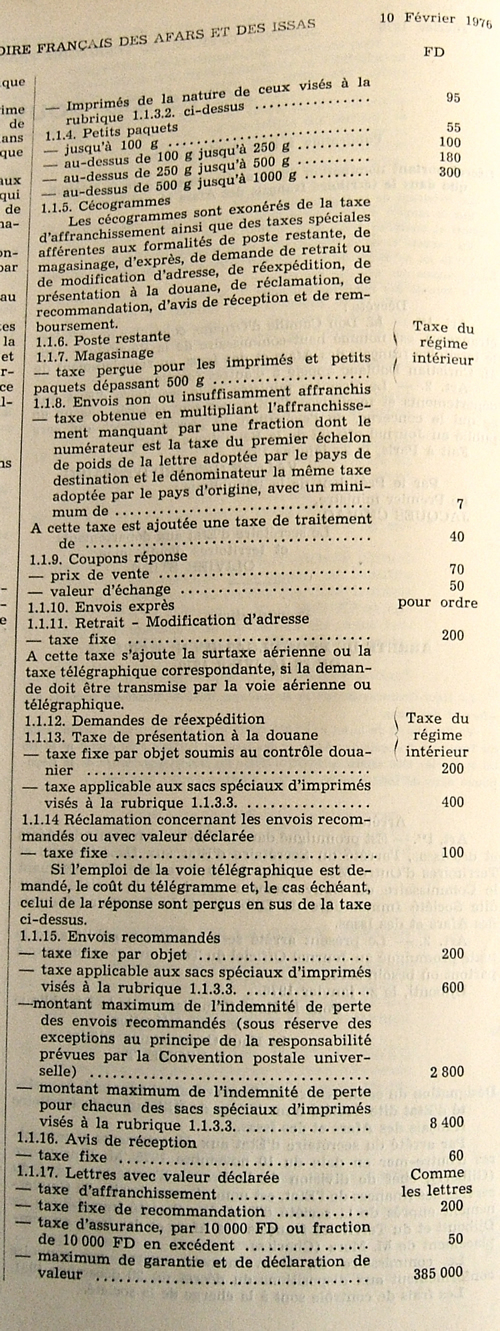 OIRE FRANÇAIS DES AFARS ET DES ISSAS
10 Février 1976
FD
— Imprimés de la nature de ceux visés à la
rubrique 1.1.3.2. ci-dessus .................. 95
1.1.4. Petits paquets
— jusqu'à 100 g .................. 55
— au-dessus de 100 g jusqu'à 250 g .......... 100
— au-dessus de 250 g jusqu'à 500 g .......... 180
— au-dessus de 500 g jusqu'à 1000 g ......... 300
1.1.5. Cécogrammes
Les cécogrammes sont exonérés de la taxe
d'affranchissement ainsi que des taxes spéciales
afférentes aux formalités de poste restante, de
magasinage, d'exprès, de demande de retrait ou
de modification d'adresse, de réexpédition, de
présentation à la douane, de réclamation, de
recommandation, d'avis de réception et de rem-
boursement.
1.1.6. Poste restante
1.1.7. Magasinage
— taxe perçue pour les imprimés et petits
paquets dépassant 500 g ..................
( Taxe du
régime
( intérieur
1.1.8. Envois non ou insuffisamment affranchis
— taxe obtenue en multipliant l'affranchisse-
ment manquant par une fraction dont le
numérateur est la taxe du premier échelon
de poids de la lettre adoptée par le pays de
destination et le dénominateur la même taxe
adoptée par le pays d'origine, avec un mini-
mum de .................. 7
A cette taxe est ajoutée une taxe de traitement
de .................. 40
1.1.9. Coupons réponse
— prix de vente .................. 70
— valeur d'échange .................. 50
1.1.10. Envois exprès pour ordre
1.1.11. Retrait - Modification d'adresse
— taxe fixe .................. 200
A cette taxe s'ajoute la surtaxe aérienne ou la
taxe télégraphique correspondante, si la deman-
de doit être transmise par la voie aérienne ou
télégraphique.
1.1.12. Demandes de réexpédition
1.1.13. Taxe de présentation à la douane
( Taxe du
régime
( intérieur
— taxe fixe par objet soumis au contrôle doua-
nier .................. 200
— taxe applicable aux sacs spéciaux d'imprimés
visés à la rubrique 1.1.3.3. .................. 400
1.1.14 Réclamation concernant les envois recom-
mandés ou avec valeur déclarée
— taxe fixe .................. 100
Si l'emploi de la voie télégraphique est de-
mandé, le coût du télégramme et, le cas échéant,
celui de la réponse sont perçus en sus de la taxe
ci-dessus.
1.1.15. Envois recommandés
— taxe fixe par objet .................. 200
— taxe applicable aux sacs spéciaux d'imprimés
visés à la rubrique 1.1.3.3. .................. 600
—montant maximum de l'indemnité de perte
des envois recommandés (sous réserve des
exceptions au principe de la responsabilité
prévues par la Convention postale univer-
selle) .................. 2 800
— montant maximum de l'indemnité de perte
pour chacun des sacs spéciaux d'imprimés
visés à la rubrique 1.1.3.3. .................. 8 400
1.1.16. Avis de réception
— taxe fixe .................. 60
1.1.17. Lettres avec valeur déclarée
— taxe d'affranchissement ..................
Comme
les lettres
— taxe fixe de recommandation ............ 200
— taxe d'assurance, par 10 000 FD ou fraction
de 10 000 FD en excédent .................. 50
— maximum de garantie et de déclaration de
valeur .................. 385 000